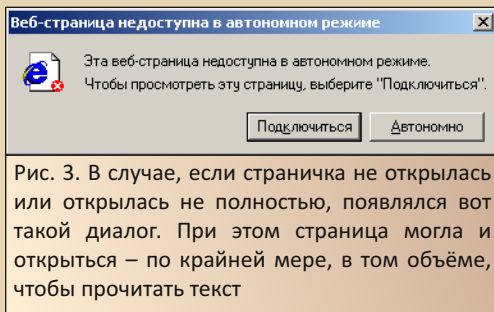 Веб-страница недоступна в автономном режиме
Эта веб-страница недоступна в автономном режиме.
Чтобы просмотреть эту страницу, выберите "Подключиться".
Подключиться Автономно
Рис. 3. В случае, если страничка не открылась
или открылась не полностью, появлялся вот
такой диалог. При этом страница могла и
открыться – по крайней мере, в том объёме,
чтобы прочитать текст